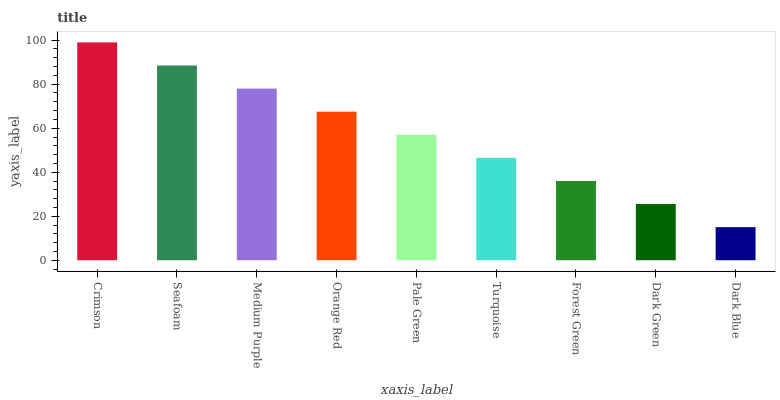 title
yaxis_label
100
80
60
40
20
0
Crimson
Seafoam
Medium Purple
Orange Red
Pale Green
Turquoise
Forest Green
Dark Green
Dark Blue
xaxis_label